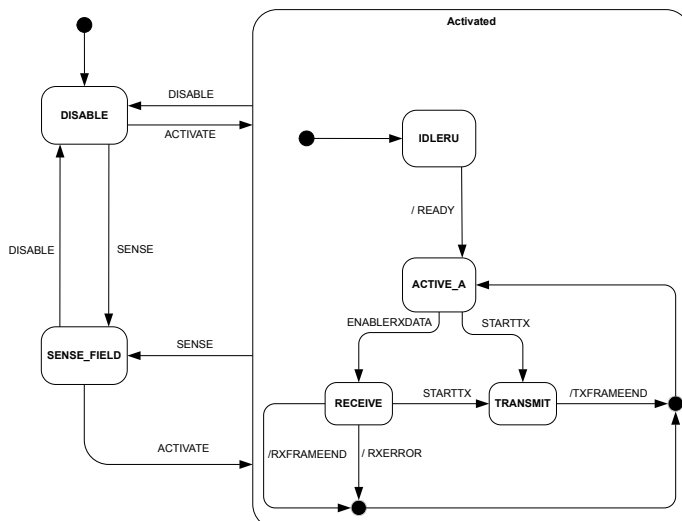 Activated
DISABLE
DISABLE
ACTIVATE
IDLERU
/ READY
DISABLE
SENSE
ACTIVE_A
ENABLERXDATA
STARTTX
SENSE_FIELD
SENSE
RECEIVE
STARTTX
TRANSMIT
/TXFRAMEEND
ACTIVATE
/RXFRAMEEND
/ RXERROR